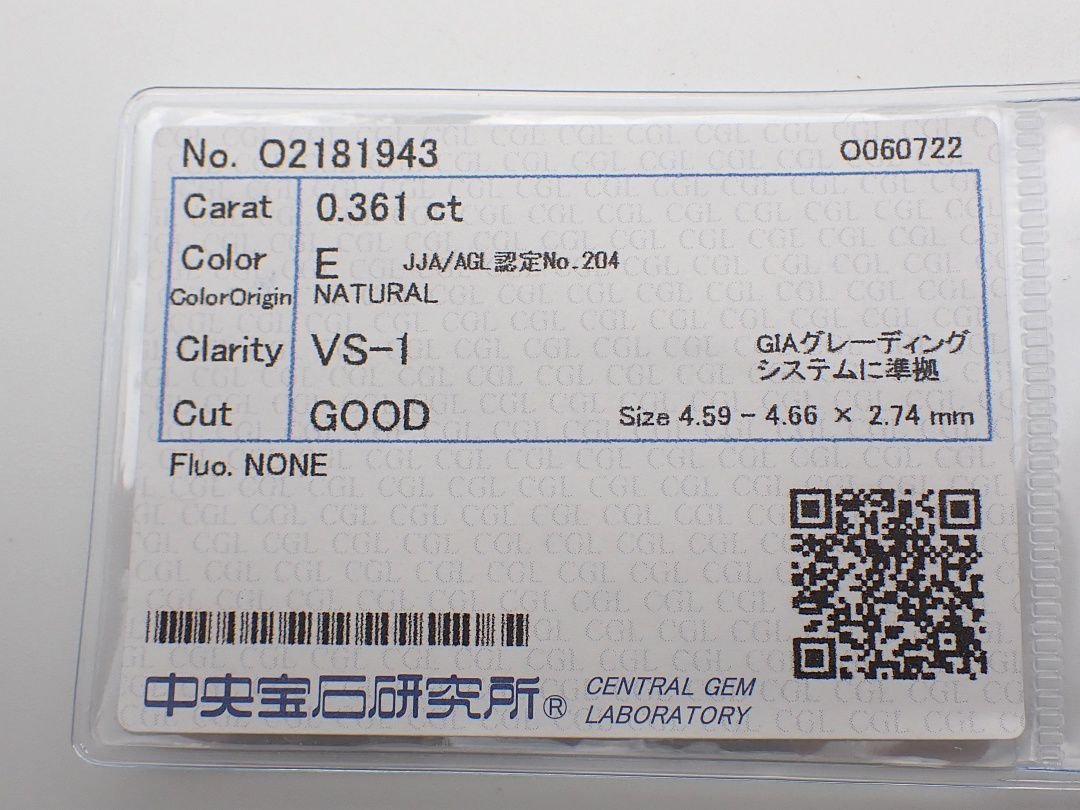 No. O2181943 O060722
Carat 0.361 ct
Color E JJA/AGL認定No.204
ColorOrigin NATURAL
Clarity VS-1 GIAグレーディング
システムに準拠
Cut GOOD Size 4.59 - 4.66 × 2.74 mm
Fluo. NONE
中央宝石研究所® CENTRAL GEM
LABORATORY